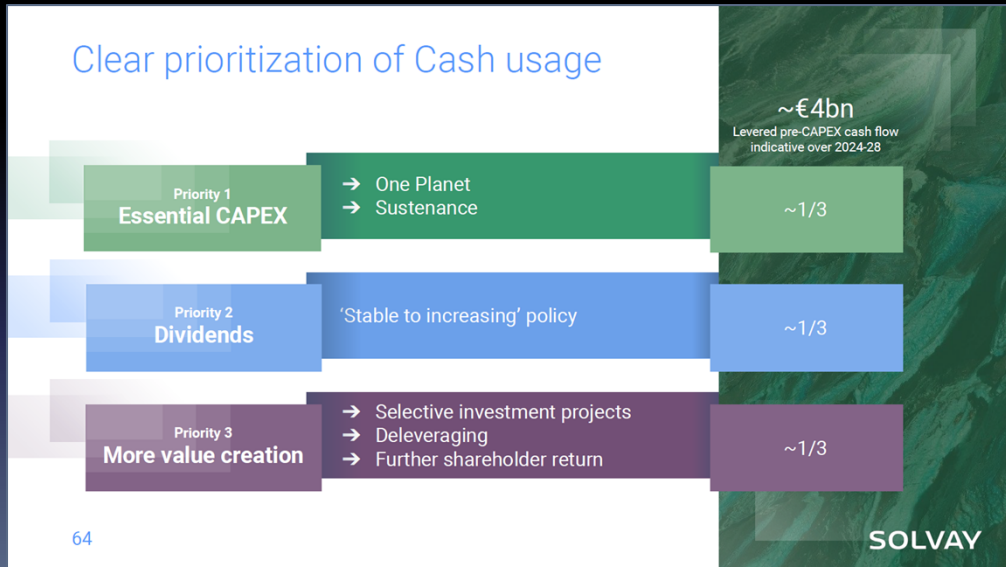 Clear prioritization of Cash usage
~€4bn
Levered pre-CAPEX cash flow
indicative over 2024-28
Priority 1
Essential CAPEX
➔ One Planet
➔ Sustenance
~1/3
Priority 2
Dividends
‘Stable to increasing’ policy
~1/3
Priority 3
More value creation
➔ Selective investment projects
➔ Deleveraging
➔ Further shareholder return
~1/3
64
SOLVAY